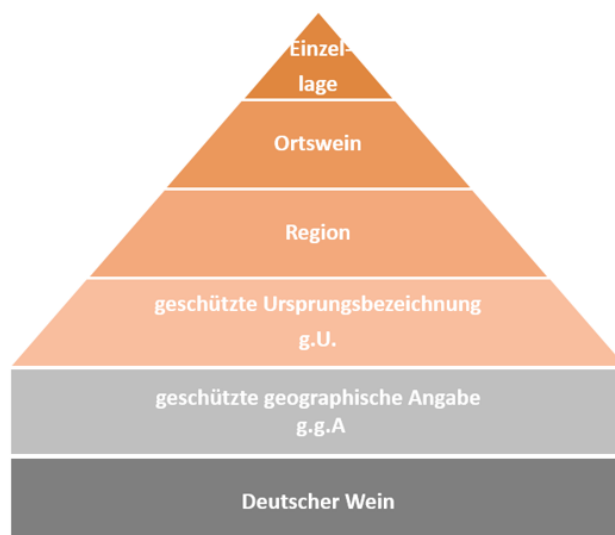 Einzel-
lage
Ortswein
Region
geschützte Ursprungsbezeichnung
g.U.
geschützte geographische Angabe
g.g.A
Deutscher Wein